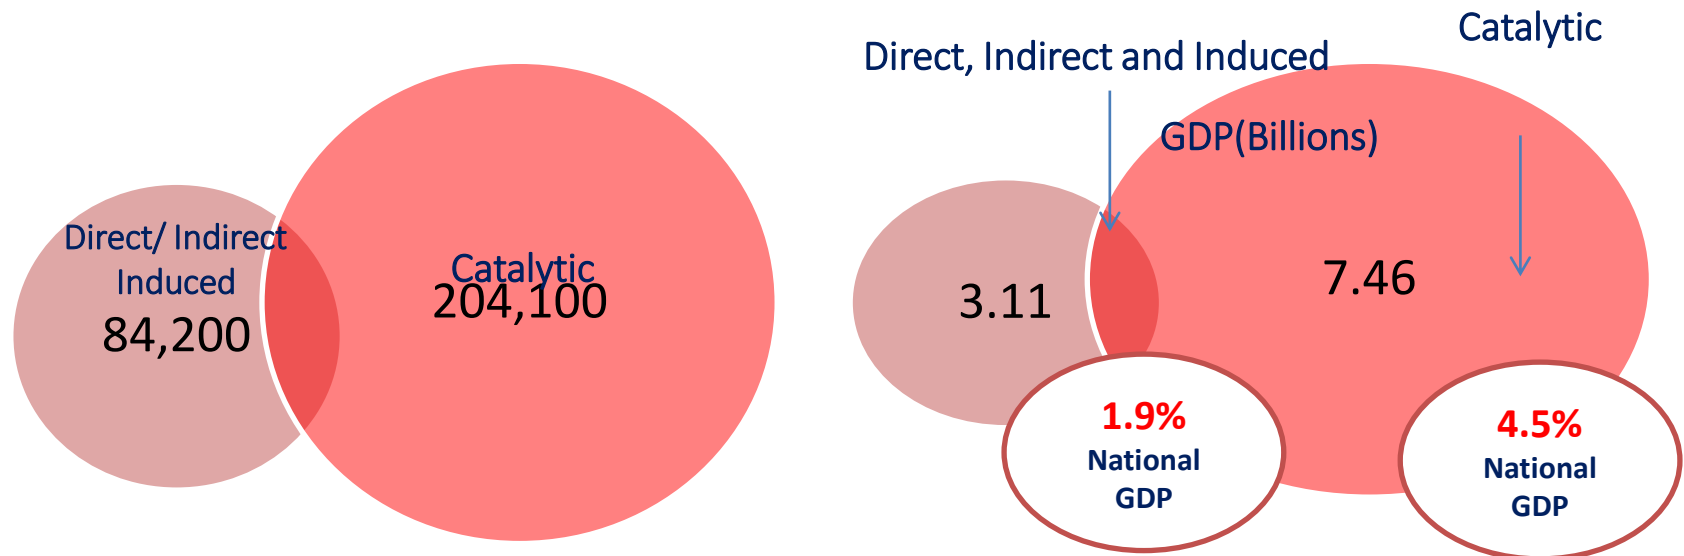 Direct/ Indirect
Induced
84,200
Catalytic
204,100
Direct, Indirect and Induced
Catalytic
GDP(Billions)
3.11
7.46
1.9%
National
GDP
4.5%
National
GDP